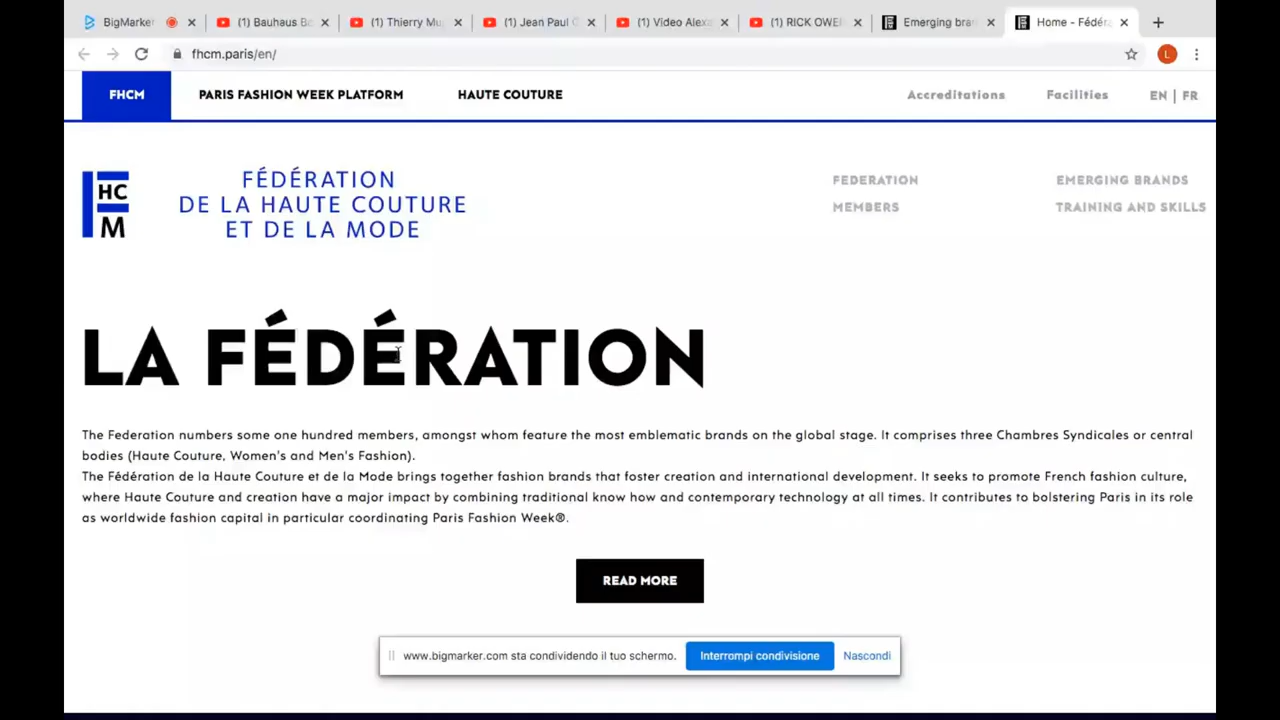 BigMarker
(1) Bauhaus B
(1) Thierry Mu
(1) Jean Paul
(1) Video Alex
(1) RICK OWE
Emerging bra
Home - Fédér
fhcm.paris/en/
L
FHCM
PARIS FASHION WEEK PLATFORM
HAUTE COUTURE
Accreditations
Facilities
EN | FR
HC
M
FÉDÉRATION
DE LA HAUTE COUTURE
ET DE LA MODE
FEDERATION
MEMBERS
EMERGING BRANDS
TRAINING AND SKILLS
LA FÉDÉRATION
The Federation numbers some one hundred members, amongst whom feature the most emblematic brands on the global stage. It comprises three Chambres Syndicales or central
bodies (Haute Couture, Women's and Men's Fashion).
The Fédération de la Haute Couture et de la Mode brings together fashion brands that foster creation and international development. It seeks to promote French fashion culture,
where Haute Couture and creation have a major impact by combining traditional know how and contemporary technology at all times. It contributes to bolstering Paris in its role
as worldwide fashion capital in particular coordinating Paris Fashion Week®.
READ MORE
www.bigmarker.com sta condividendo il tuo schermo.
Interrompi condivisione
Nascondi